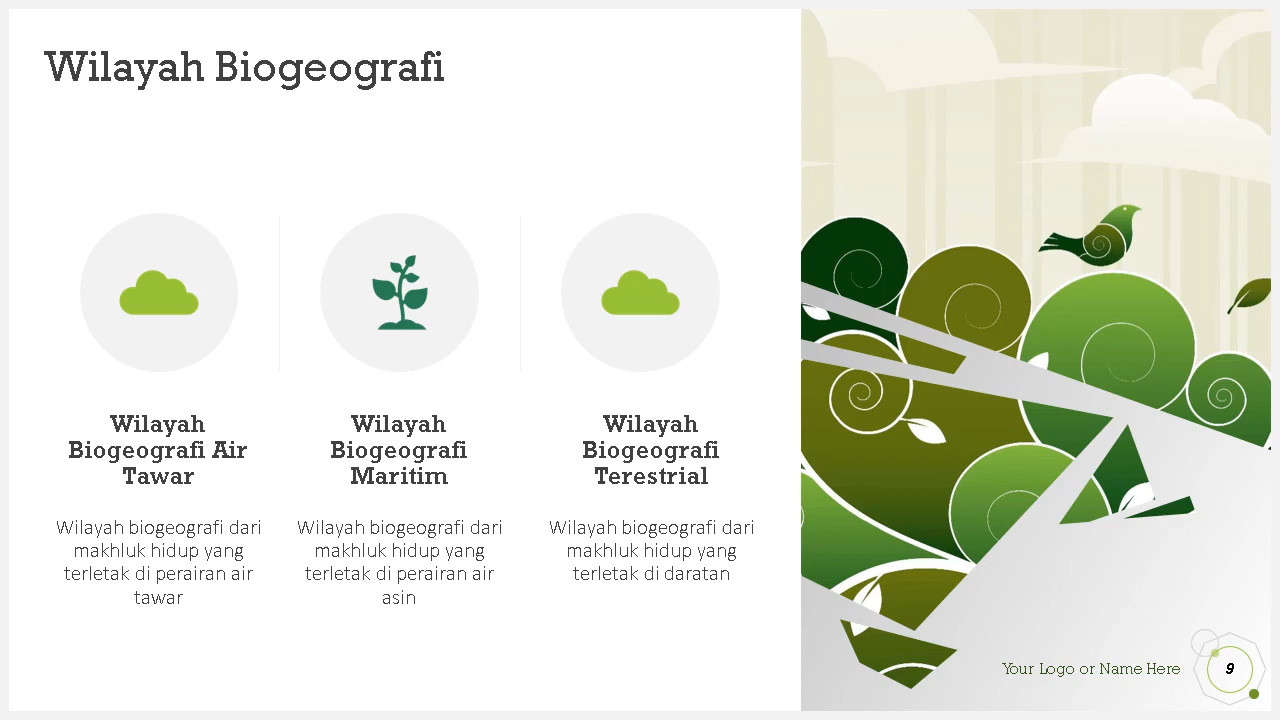 Wilayah Biogeografi
Wilayah
Biogeografi Air
Tawar
Wilayah biogeografi dari
makhluk hidup yang
terletak di perairan air
tawar
Wilayah
Biogeografi
Maritim
Wilayah biogeografi dari
makhluk hidup yang
terletak di perairan air
asin
Wilayah
Biogeografi
Terestrial
Wilayah biogeografi dari
makhluk hidup yang
terletak di daratan
Your Logo or Name Here
9